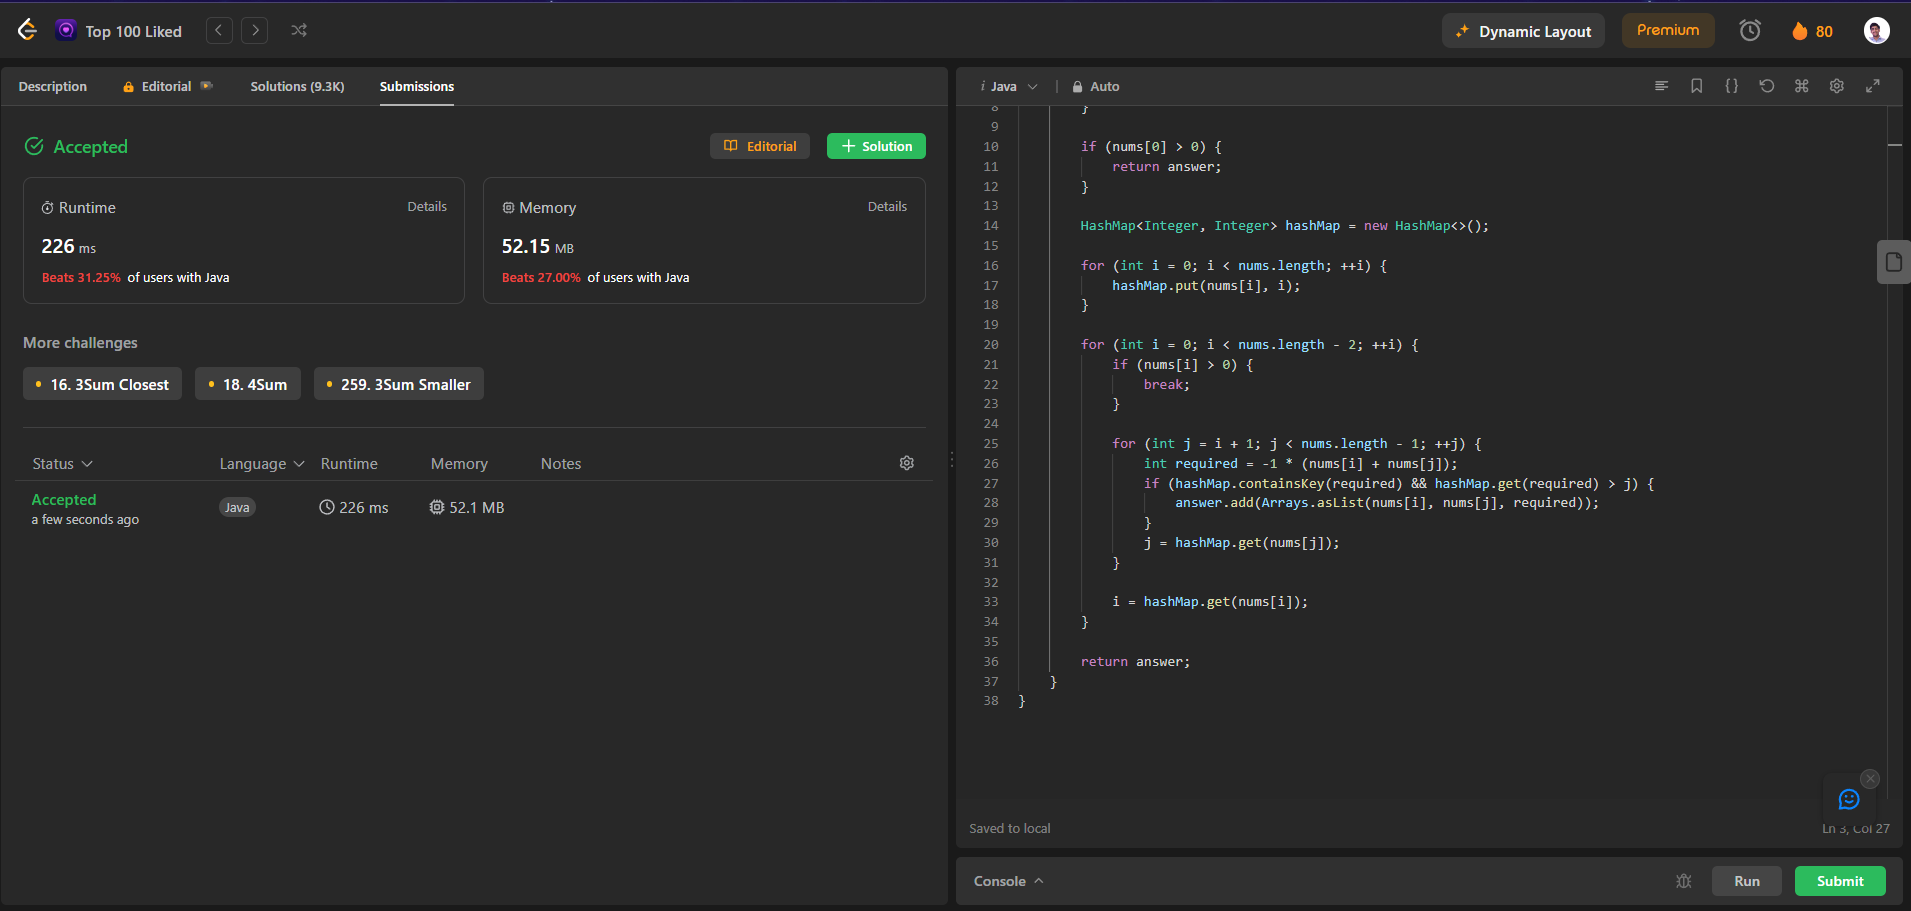 Top 100 Liked
Dynamic Layout
Premium
80
Description
Editorial
Solutions (9.3K)
Submissions
Accepted
Editorial
Solution
Runtime
Details
226 ms
Beats 31.25% of users with Java
Memory
Details
52.15 MB
Beats 27.00% of users with Java
More challenges
16. 3Sum Closest
18. 4Sum
259. 3Sum Smaller
Status
Language
Runtime
Memory
Notes
Accepted
a few seconds ago
Java
226 ms
52.1 MB
i Java
Auto
8 }
9
10 if (nums[0] > 0) {
11 return answer;
12 }
13
14 HashMap<Integer, Integer> hashMap = new HashMap<>();
15
16 for (int i = 0; i < nums.length; ++i) {
17 hashMap.put(nums[i], i);
18 }
19
20 for (int i = 0; i < nums.length - 2; ++i) {
21 if (nums[i] > 0) {
22 break;
23 }
24
25 for (int j = i + 1; j < nums.length - 1; ++j) {
26 int required = -1 * (nums[i] + nums[j]);
27 if (hashMap.containsKey(required) && hashMap.get(required) > j) {
28 answer.add(Arrays.asList(nums[i], nums[j], required));
29 }
30 j = hashMap.get(nums[j]);
31 }
32
33 i = hashMap.get(nums[i]);
34 }
35
36 return answer;
37 }
38 }
Saved to local
Ln 3, Col 27
Console
Run
Submit